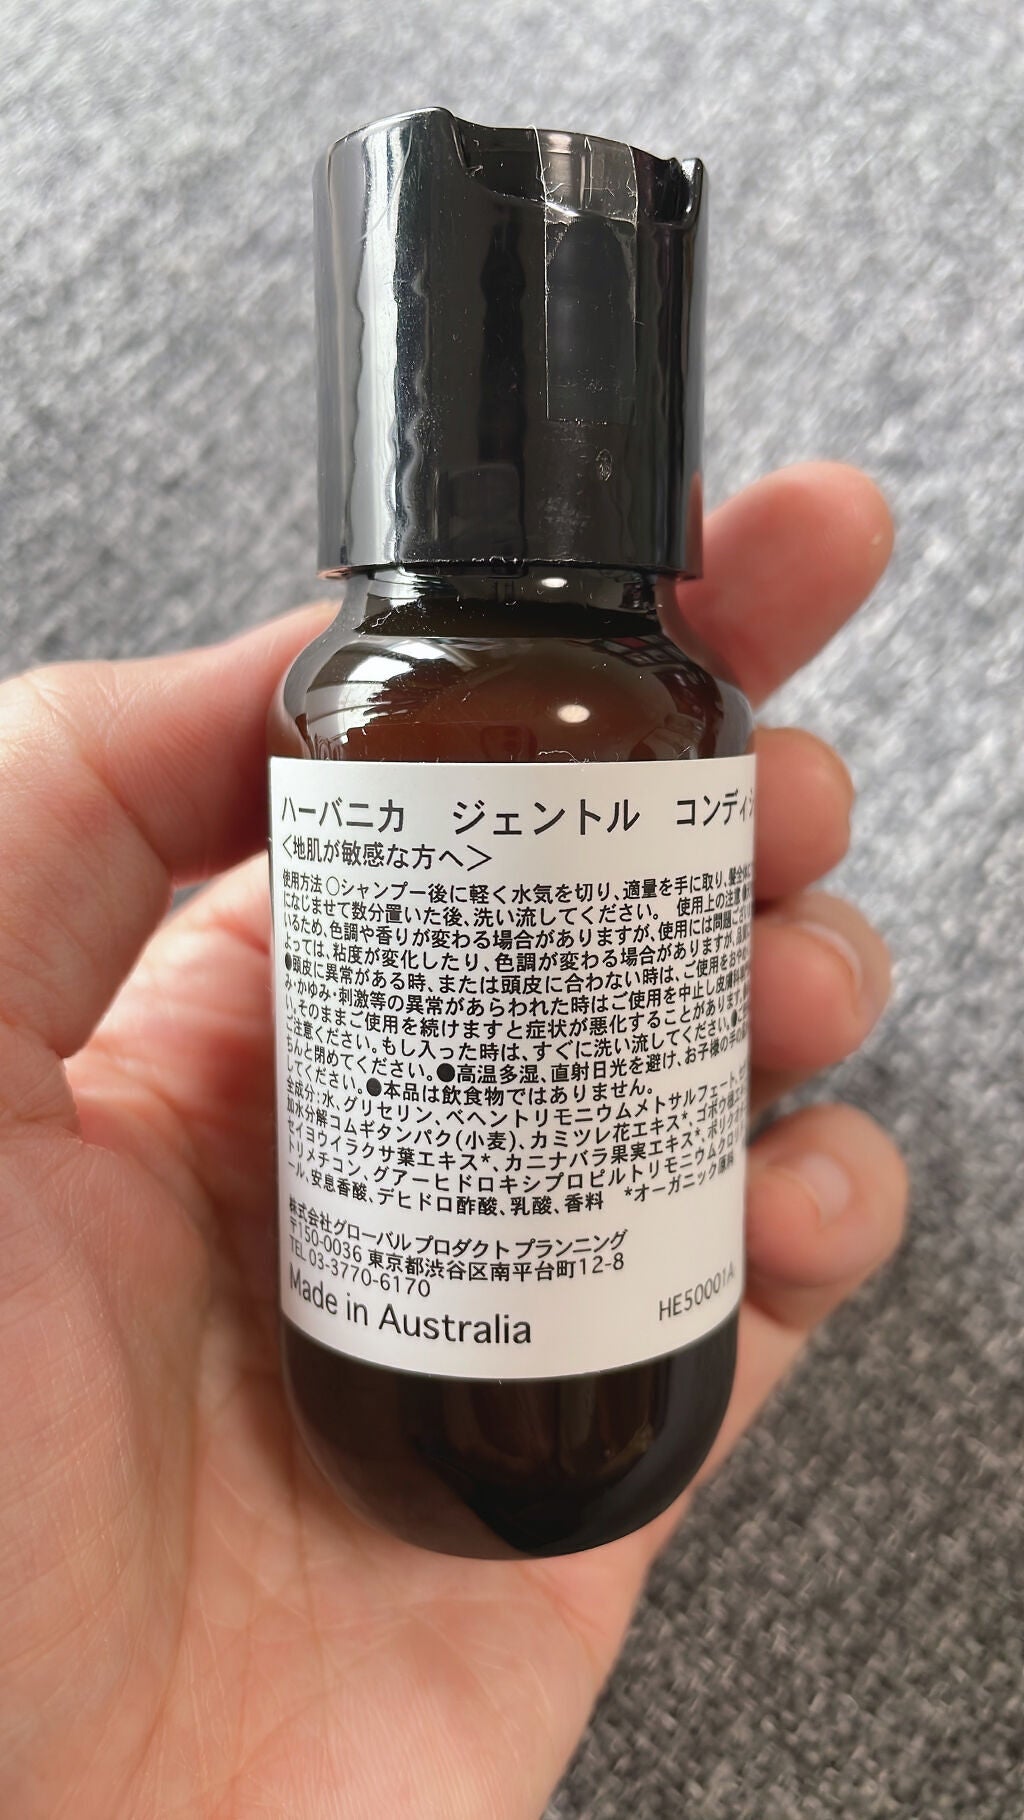 ハーバニカ　ジェントル　コンディ
＜地肌が敏感な方へ＞
使用方法 ○シャンプー後に軽く水気を切り、適量を手に取り、髪全体に
になじませて数分置いた後、洗い流してください。　使用上の注意
いるため、色調や香りが変わる場合がありますが、使用には問題ござい
よっては、粘度が変化したり、色調が変わる場合がありますが、品質に
●頭皮に異常がある時、または頭皮に合わない時は、ご使用をおやめ
み・かゆみ・刺激等の異常があらわれた時はご使用を中止し皮膚科
い。そのままご使用を続けますと症状が悪化することがあります。
ご注意ください。もし入った時は、すぐに洗い流してください。●
ちんと閉めてください。●高温多湿、直射日光を避け、お子様の手の届
してください。●本品は飲食物ではありません。
全成分：水、グリセリン、ベヘントリモニウムメトサルフェート、
加水分解コムギタンパク(小麦)、カミツレ花エキス*、ゴボウ根エ
セイヨウイラクサ葉エキス*、カニナバラ果実エキス*、ポリクオ
トリメチコン、グアーヒドロキシプロピルトリモニウムクロリ
ール、安息香酸、デヒドロ酢酸、乳酸、香料　*オーガニック原料
株式会社グローバル プロダクト プランニング
〒150-0036 東京都渋谷区南平台町12-8
TEL 03-3770-6170
Made in Australia
HE50001A